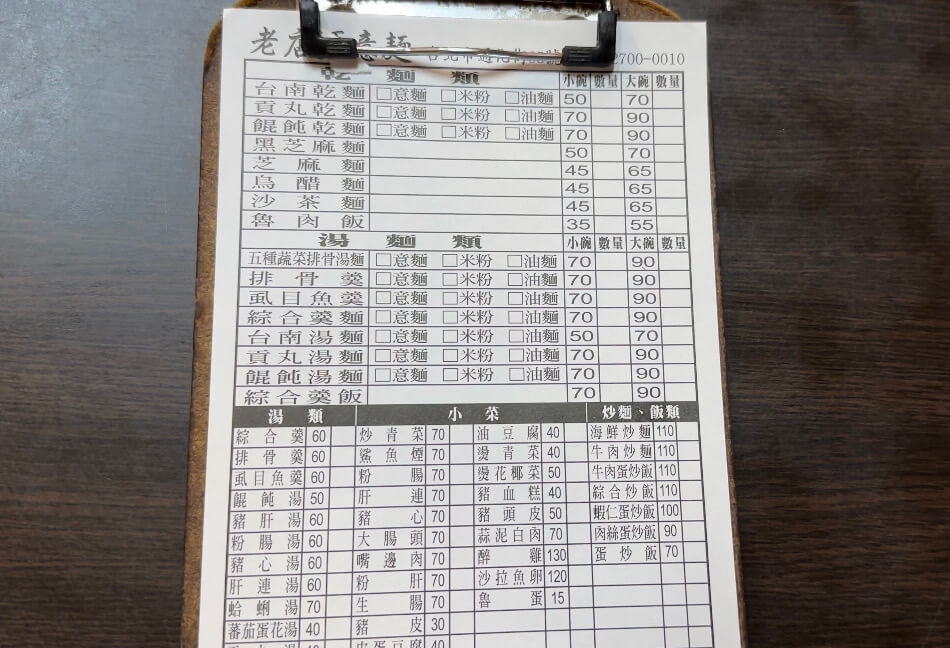 老店 意麵 2700-0010
乾 麵 類 小碗 數量 大碗 數量
台南乾麵 □意麵 □米粉 □油麵 50 70
貢丸乾麵 □意麵 □米粉 □油麵 70 90
餛飩乾麵 □意麵 □米粉 □油麵 70 90
黑芝麻麵 50 70
芝麻麵 45 65
烏醋麵 45 65
沙茶麵 45 65
魯肉飯 35 55
湯 麵 類 小碗 數量 大碗 數量
五種蔬菜排骨湯麵 □意麵 □米粉 □油麵 70 90
排骨羹 □意麵 □米粉 □油麵 70 90
虱目魚羹 □意麵 □米粉 □油麵 70 90
綜合羹麵 □意麵 □米粉 □油麵 70 90
台南湯麵 □意麵 □米粉 □油麵 50 70
貢丸湯麵 □意麵 □米粉 □油麵 70 90
餛飩湯麵 □意麵 □米粉 □油麵 70 90
綜合羹飯 70 90
湯類 小菜 炒麵、飯類
綜合羹 60 炒青菜 70 油豆腐 40 海鮮炒麵 110
排骨羹 60 鯊魚煙 70 燙青菜 40 牛肉炒麵 110
虱目魚羹 60 粉腸 70 燙花椰菜 50 牛肉蛋炒飯 110
餛飩湯 50 肝連 70 豬血糕 40 綜合炒飯 110
豬肝湯 60 豬心 70 豬頭皮 50 蝦仁蛋炒飯 100
粉腸湯 60 大腸頭 70 蒜泥白肉 70 肉絲蛋炒飯 90
豬心湯 60 嘴邊肉 70 醉雞 130 蛋炒飯 70
肝連湯 60 粉肝 70 沙拉魚卵 120
蛤蜊湯 70 生腸 70 魯蛋 15
蕃茄蛋花湯 40 豬皮 30
皮蛋豆腐 40